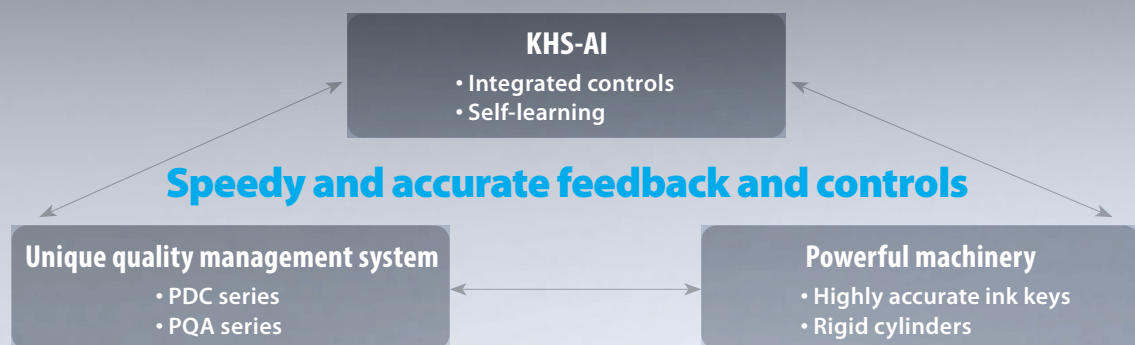 KHS-AI
• Integrated controls
• Self-learning
Speedy and accurate feedback and controls
Unique quality management system
• PDC series
• PQA series
Powerful machinery
• Highly accurate ink keys
• Rigid cylinders